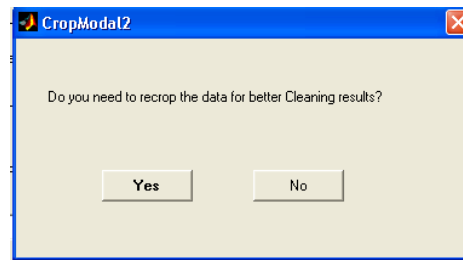 CropModal2
Do you need to recrop the data for better Cleaning results?
Yes No